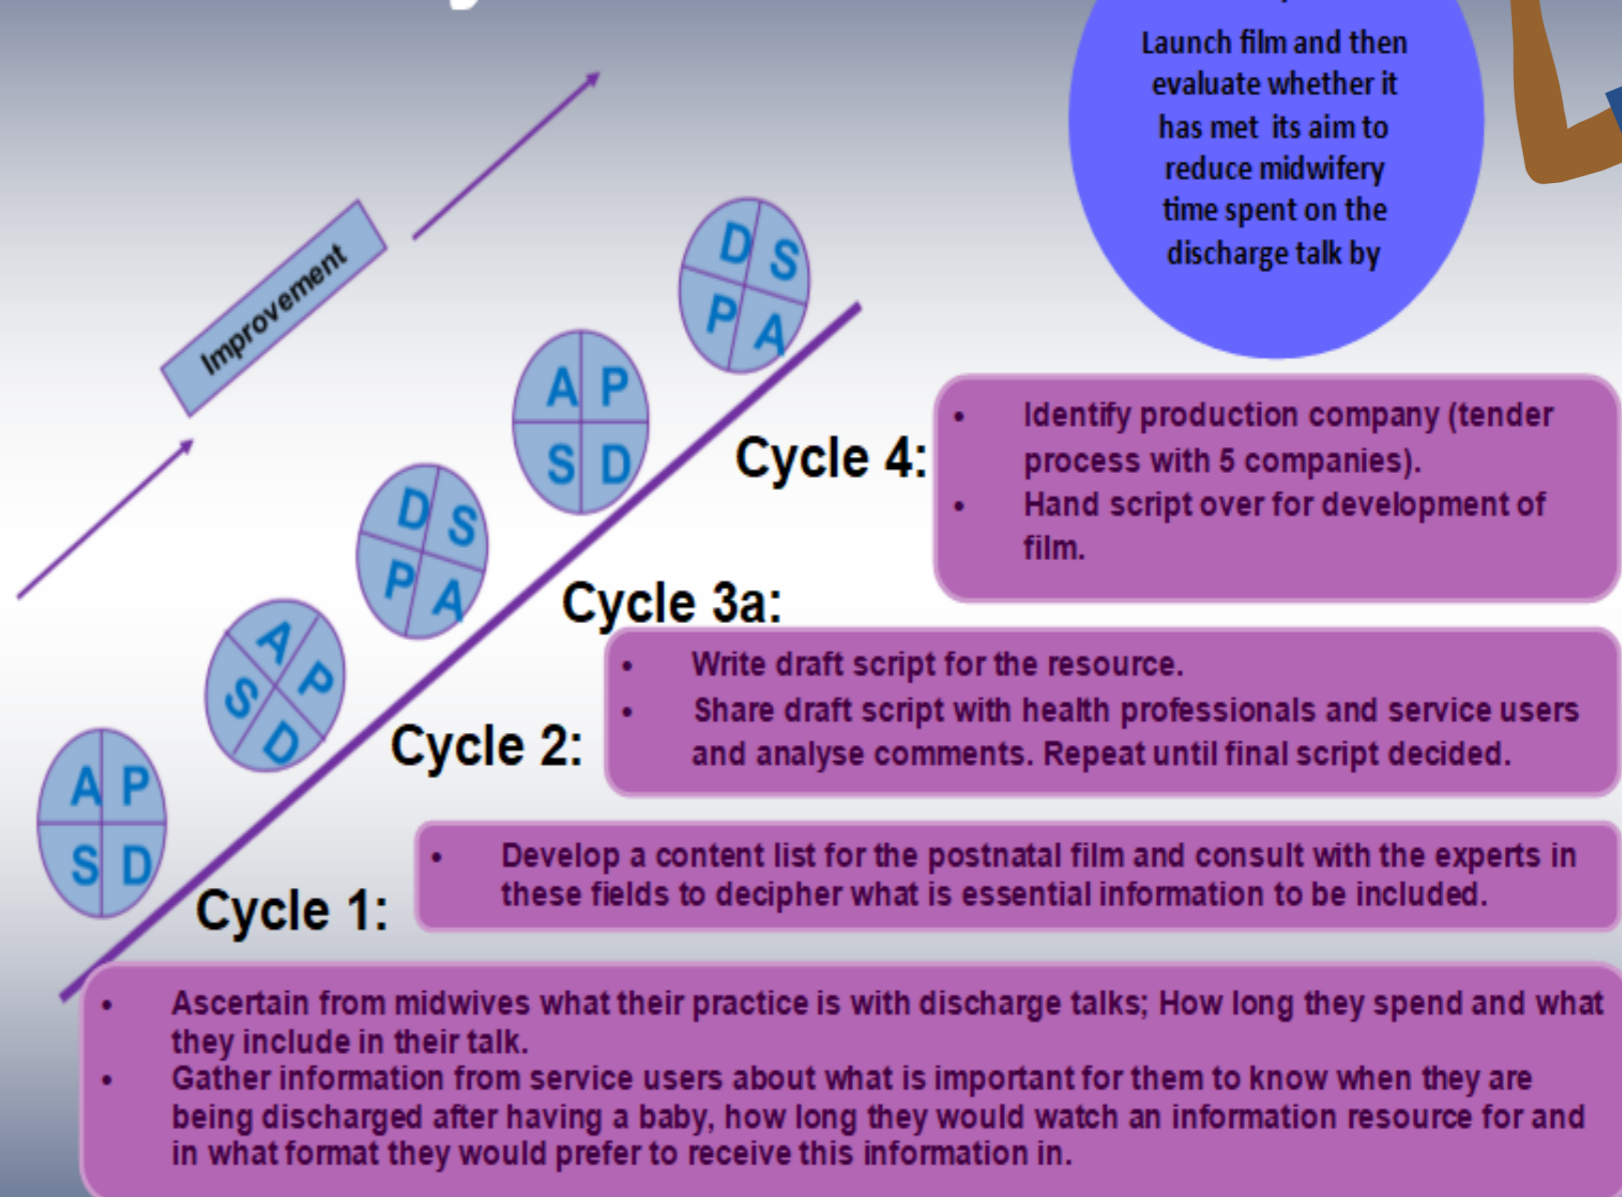 Launch film and then
evaluate whether it
has met its aim to
reduce midwifery
time spent on the
discharge talk by
Improvement
D S
P A
A P
S D
D S
P A
A P
S D
A P
S D
Cycle 4:
• Identify production company (tender
process with 5 companies).
• Hand script over for development of
film.
Cycle 3a:
• Write draft script for the resource.
• Share draft script with health professionals and service users
and analyse comments. Repeat until final script decided.
Cycle 2:
• Develop a content list for the postnatal film and consult with the experts in
these fields to decipher what is essential information to be included.
Cycle 1:
• Ascertain from midwives what their practice is with discharge talks; How long they spend and what
they include in their talk.
• Gather information from service users about what is important for them to know when they are
being discharged after having a baby, how long they would watch an information resource for and
in what format they would prefer to receive this information in.